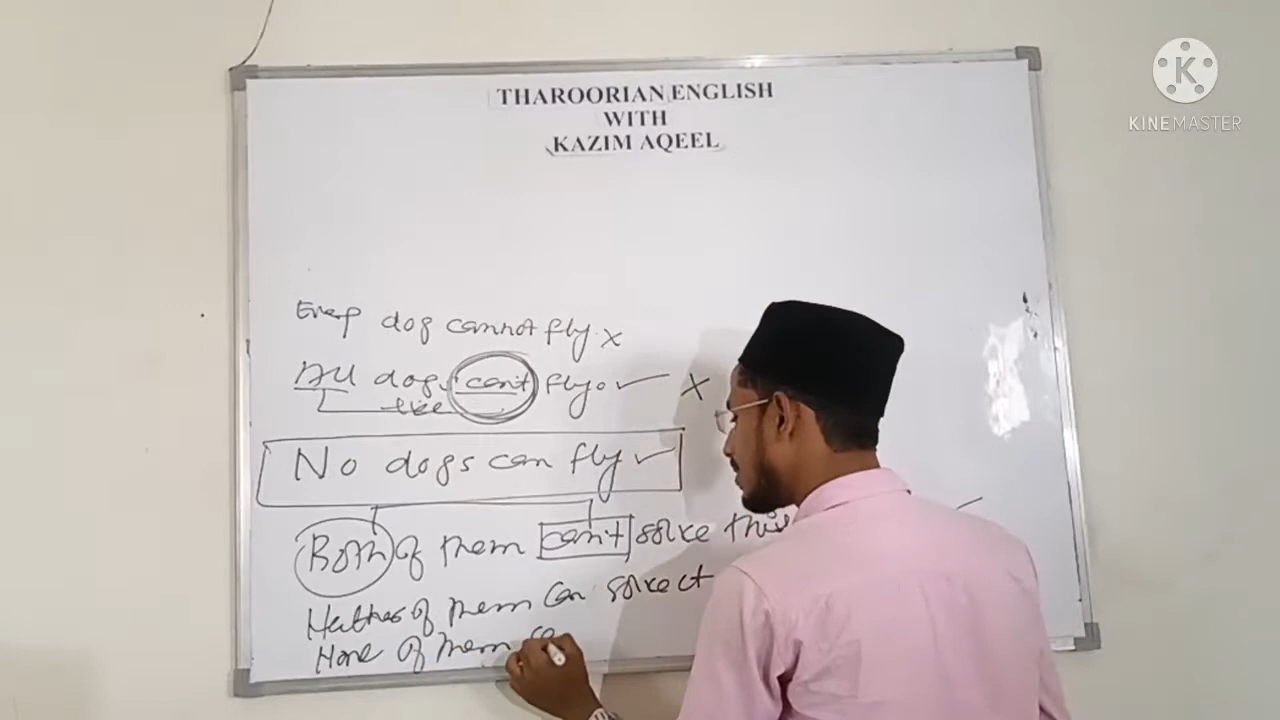 THAROORIAN ENGLISH
WITH
KAZIM AQEEL
K
KINEMASTER
Every dog cannot fly. X
All dogs can't fly. ✓ X
No dogs can fly ✓
Both of them can't solve this
Neither of them can solve it
None of them ca